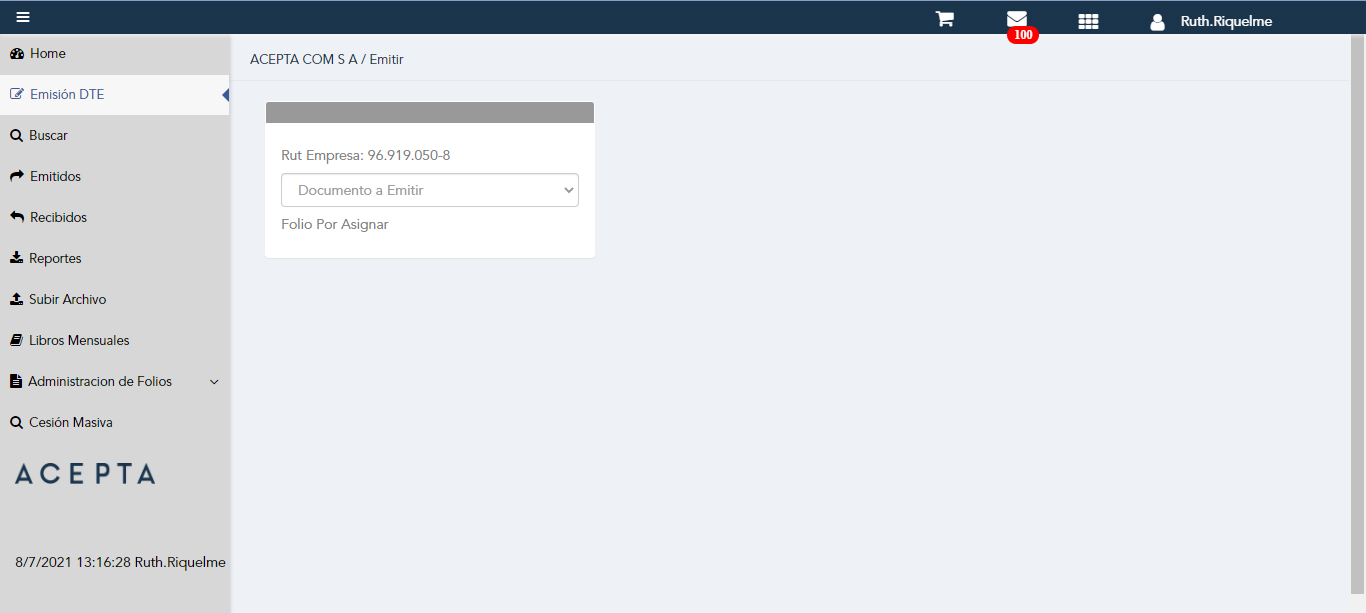 100
Ruth.Riquelme
Home
ACEPTA COM S A / Emitir
Emisión DTE
Buscar
Emitidos
Recibidos
Reportes
Subir Archivo
Libros Mensuales
Administracion de Folios
Cesión Masiva
ACEPTA
8/7/2021 13:16:28 Ruth.Riquelme
Rut Empresa: 96.919.050-8
Documento a Emitir
Folio Por Asignar